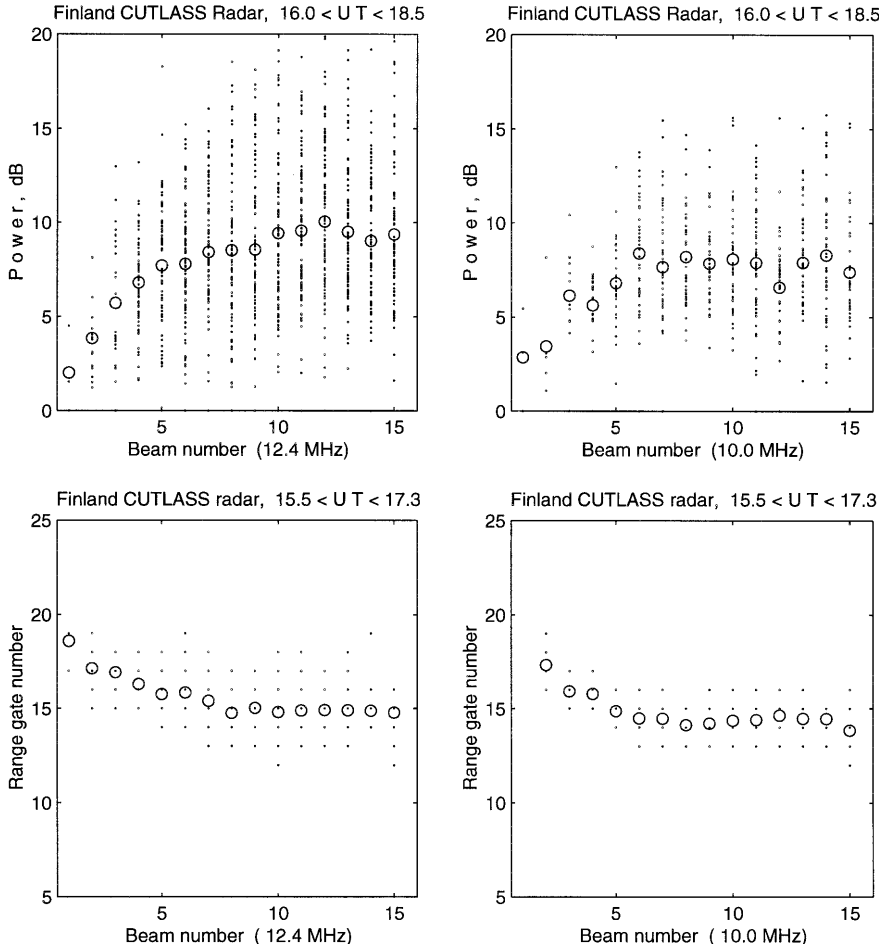 Finland CUTLASS Radar, 16.0 < U T < 18.5
20
15
10
5
0
Power, dB
5 10 15
Beam number (12.4 MHz)
Finland CUTLASS Radar, 16.0 < U T < 18.5
20
15
10
5
0
Power, dB
5 10 15
Beam number (10.0 MHz)
Finland CUTLASS radar, 15.5 < U T < 17.3
25
20
15
10
5
Range gate number
5 10 15
Beam number ( 12.4 MHz)
Finland CUTLASS radar, 15.5 < U T < 17.3
25
20
15
10
5
Range gate number
5 10 15
Beam number ( 10.0 MHz)